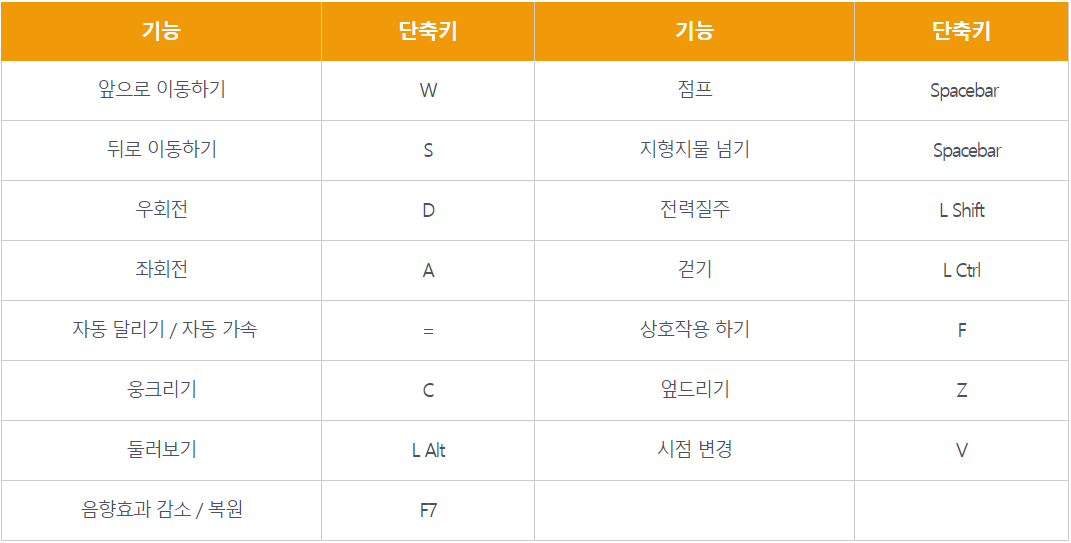 기능 단축키 기능 단축키
앞으로 이동하기 W 점프 Spacebar
뒤로 이동하기 S 지형지물 넘기 Spacebar
우회전 D 전력질주 L Shift
좌회전 A 걷기 L Ctrl
자동 달리기 / 자동 가속 = 상호작용 하기 F
웅크리기 C 엎드리기 Z
둘러보기 L Alt 시점 변경 V
음향효과 감소 / 복원 F7